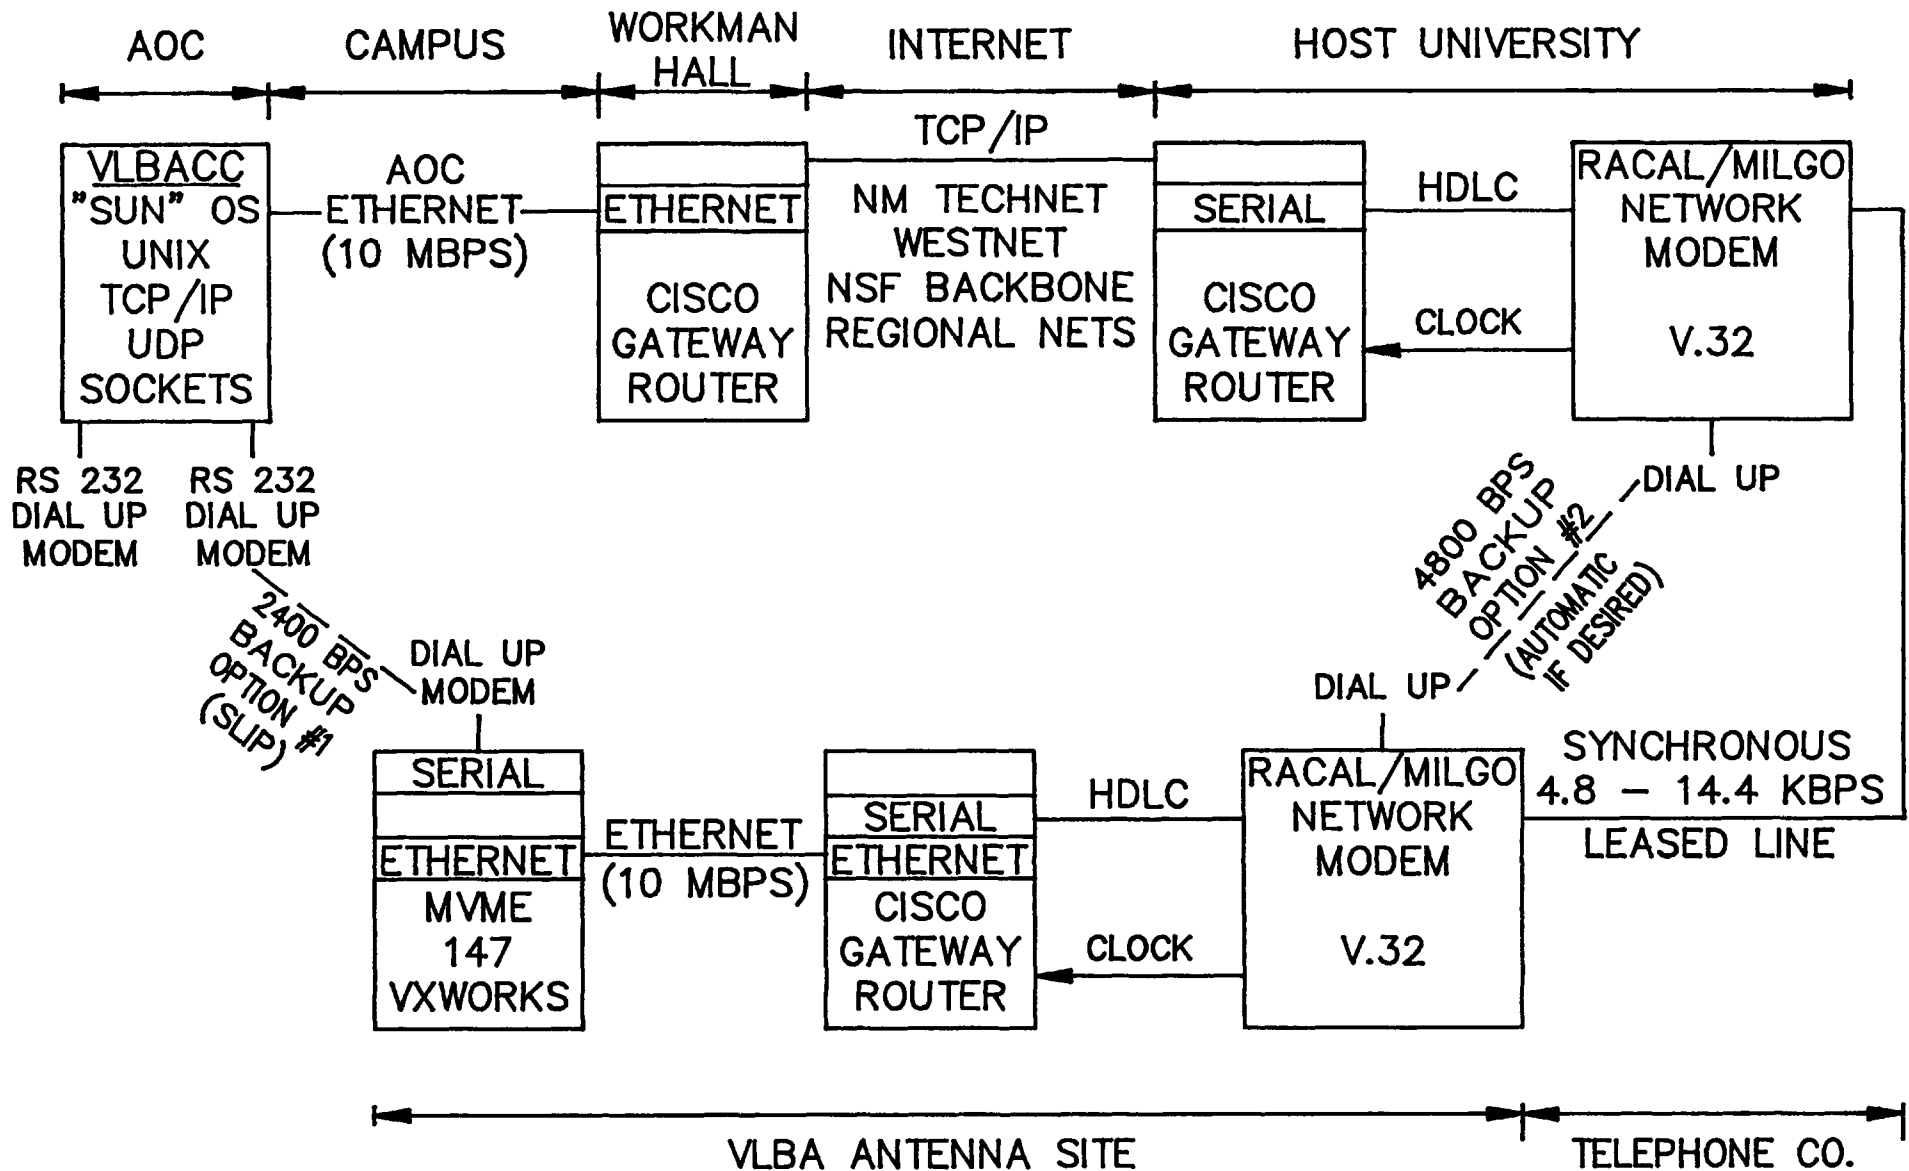 AOC
CAMPUS
WORKMAN
HALL
INTERNET
HOST UNIVERSITY
VLBACC
"SUN" OS
UNIX
TCP/IP
UDP
SOCKETS
AOC
ETHERNET
(10 MBPS)
ETHERNET
CISCO
GATEWAY
ROUTER
TCP/IP
NM TECHNET
WESTNET
NSF BACKBONE
REGIONAL NETS
SERIAL
CISCO
GATEWAY
ROUTER
HDLC
CLOCK
RACAL/MILGO
NETWORK
MODEM
V.32
RS 232
DIAL UP
MODEM
RS 232
DIAL UP
MODEM
2400 BPS
BACKUP
OPTION #1
(SLIP)
DIAL UP
MODEM
DIAL UP
4800 BPS
BACKUP
OPTION #2
(AUTOMATIC
IF DESIRED)
DIAL UP
SERIAL
ETHERNET
MVME
147
VXWORKS
ETHERNET
(10 MBPS)
SERIAL
ETHERNET
CISCO
GATEWAY
ROUTER
HDLC
CLOCK
RACAL/MILGO
NETWORK
MODEM
V.32
SYNCHRONOUS
4.8 - 14.4 KBPS
LEASED LINE
VLBA ANTENNA SITE
TELEPHONE CO.